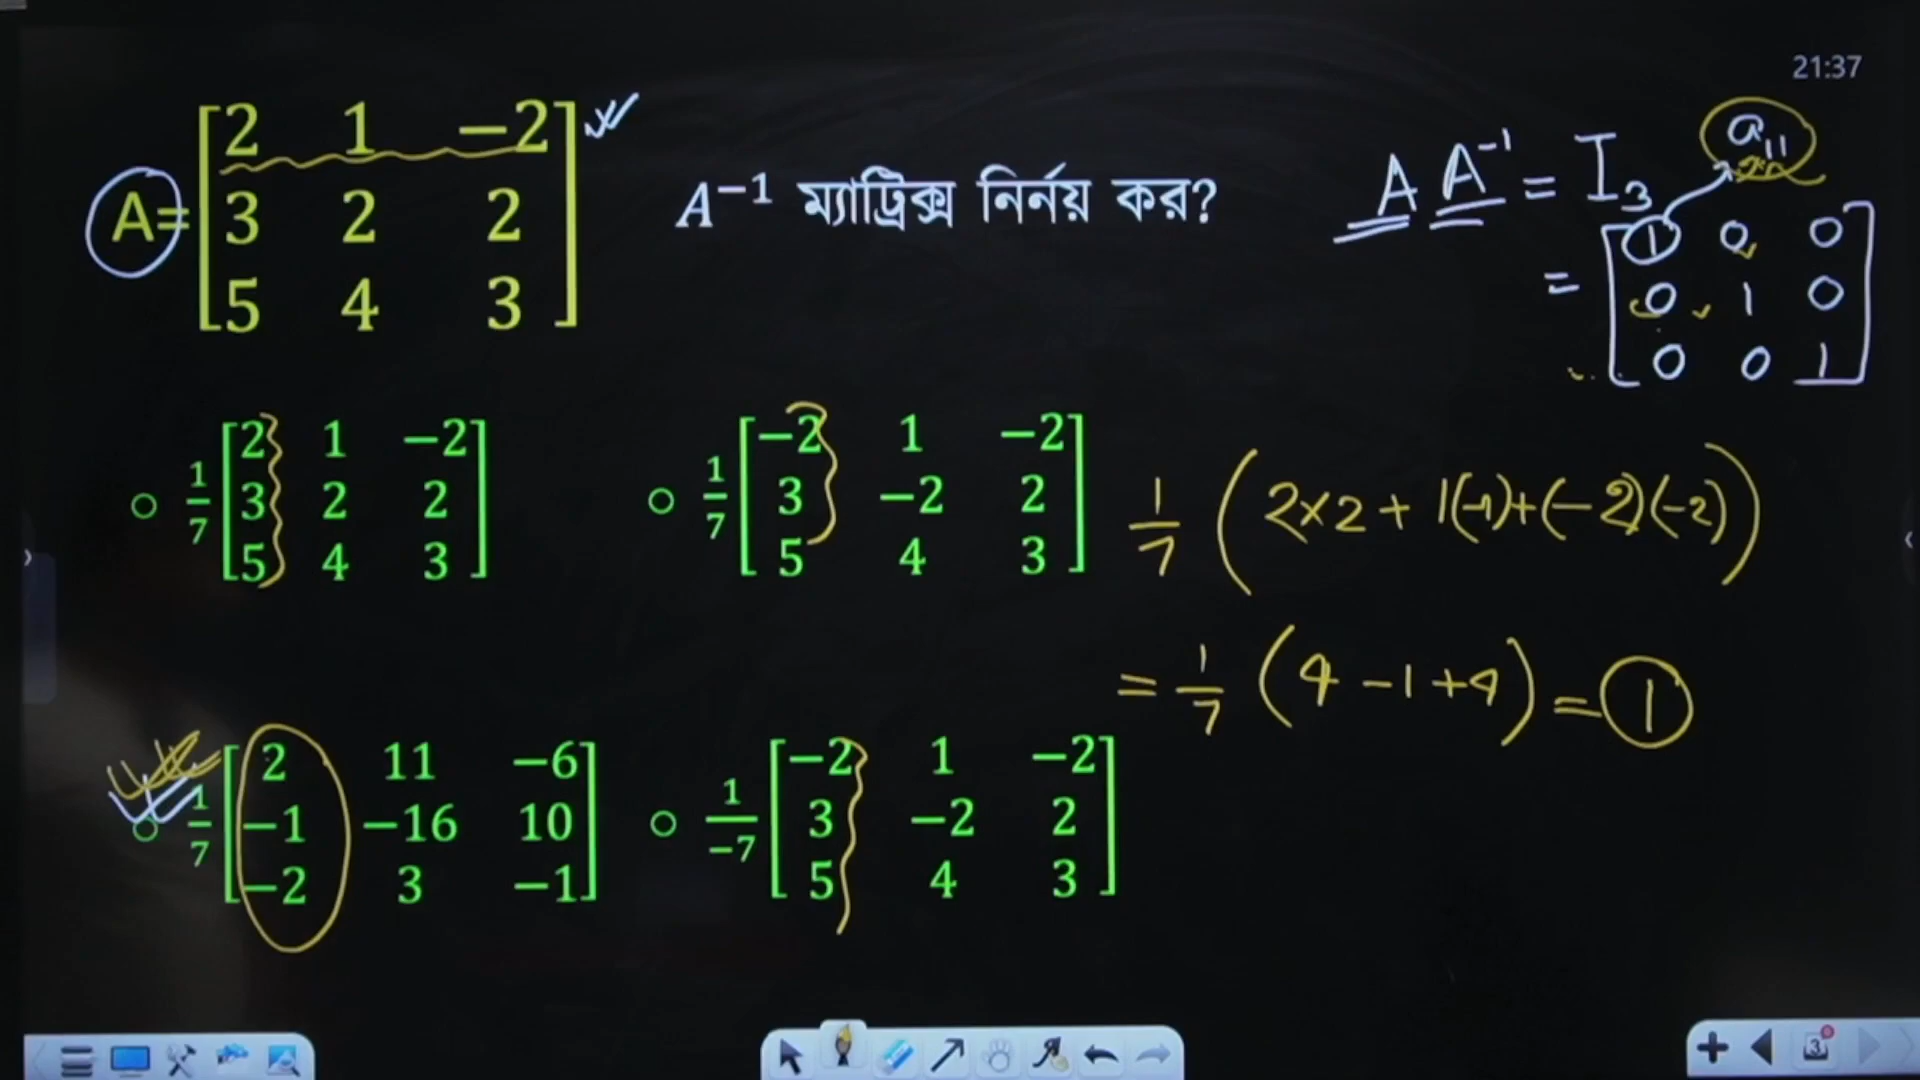 21:37
A= [2 1 −2]
[3 2 2]
[5 4 3]
A⁻¹ ম্যাট্রিক্স নির্নয় কর?
A A⁻¹ = I₃
a₁₁
= [1 0 0]
[0 1 0]
[0 0 1]
1/7 [2 1 −2]
[3 2 2]
[5 4 3]
1/7 [−2 1 −2]
[3 −2 2]
[5 4 3]
1/7 (2×2 + 1(-1)+(-2)(-2))
= 1/7 (4 -1 +4) = 1
1/7 [2 11 −6]
[−1 −16 10]
[−2 3 −1]
1/−7 [−2 1 −2]
[3 −2 2]
[5 4 3]
3